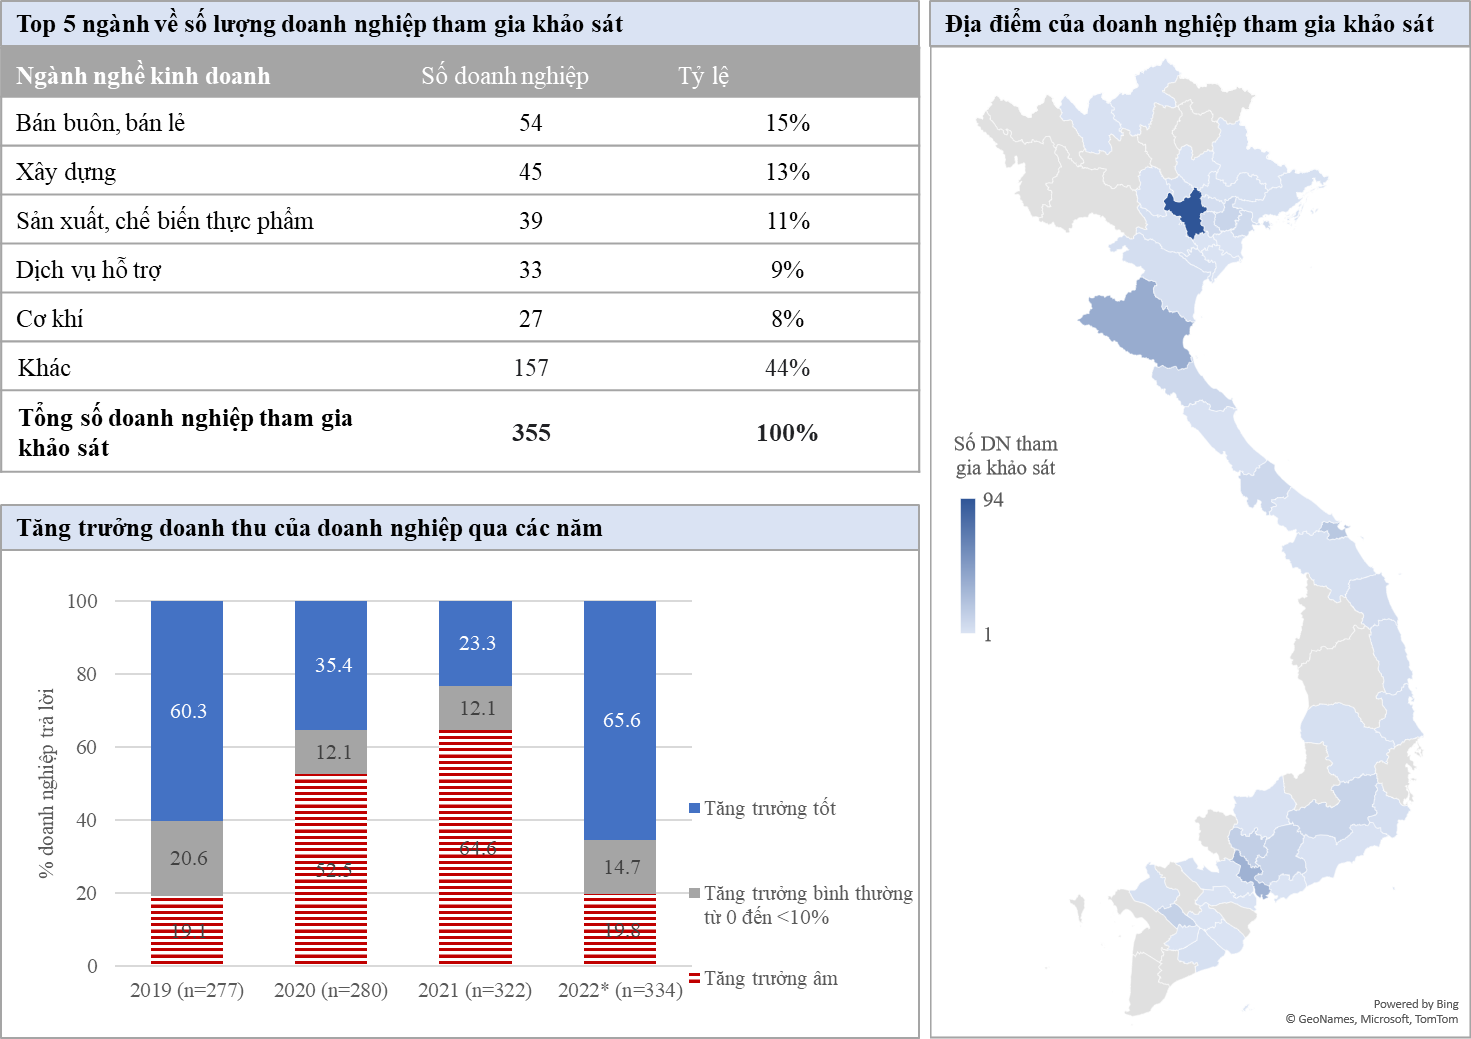 Top 5 ngành về số lượng doanh nghiệp tham gia khảo sát
Ngành nghề kinh doanh Số doanh nghiệp Tỷ lệ
Bán buôn, bán lẻ 54 15%
Xây dựng 45 13%
Sản xuất, chế biến thực phẩm 39 11%
Dịch vụ hỗ trợ 33 9%
Cơ khí 27 8%
Khác 157 44%
Tổng số doanh nghiệp tham gia
khảo sát 355 100%
Tăng trưởng doanh thu của doanh nghiệp qua các năm
% doanh nghiệp trả lời
100
80
60
40
20
0
60.3
20.6
19.1
35.4
12.1
52.5
23.3
12.1
64.6
65.6
14.7
19.8
2019 (n=277) 2020 (n=280) 2021 (n=322) 2022* (n=334)
Tăng trưởng tốt
Tăng trưởng bình thường
từ 0 đến <10%
Tăng trưởng âm
Địa điểm của doanh nghiệp tham gia khảo sát
Số DN tham
gia khảo sát
94
1
Powered by Bing
© GeoNames, Microsoft, TomTom